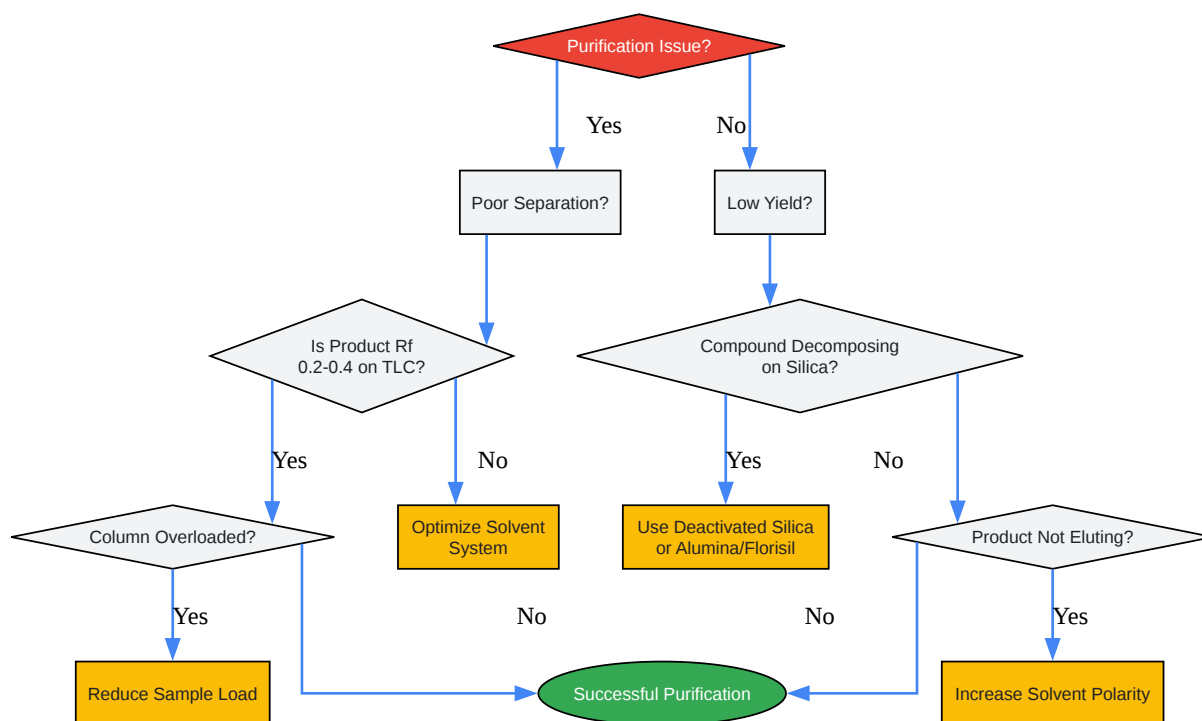 Purification Issue?
Yes
No
Poor Separation?
Low Yield?
Is Product Rf
0.2-0.4 on TLC?
Compound Decomposing
on Silica?
Yes
No
Yes
No
Column Overloaded?
Optimize Solvent
System
Use Deactivated Silica
or Alumina/Florisil
Product Not Eluting?
Yes
No
No
Yes
Reduce Sample Load
Successful Purification
Increase Solvent Polarity